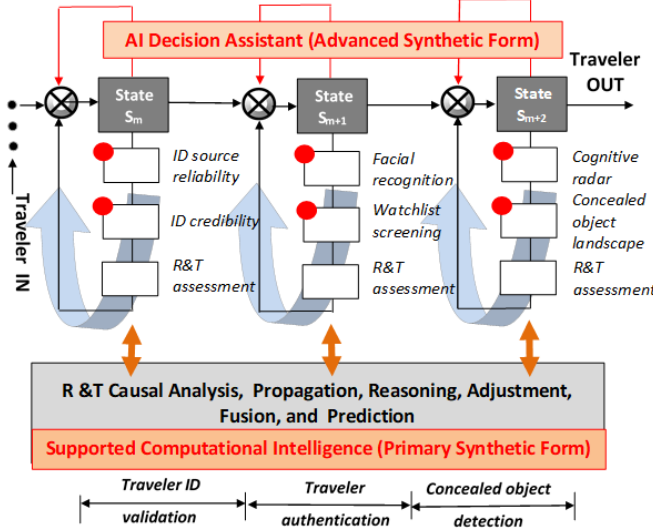 AI Decision Assistant (Advanced Synthetic Form)
Traveler
OUT
State
Sm
State
Sm+1
State
Sm+2
Traveler IN
ID source
reliability
ID credibility
R&T
assessment
Facial
recognition
Watchlist
screening
R&T
assessment
Cognitive
radar
Concealed
object
landscape
R&T
assessment
R &T Causal Analysis, Propagation, Reasoning, Adjustment,
Fusion, and Prediction
Supported Computational Intelligence (Primary Synthetic Form)
Traveler ID
validation
Traveler
authentication
Concealed object
detection